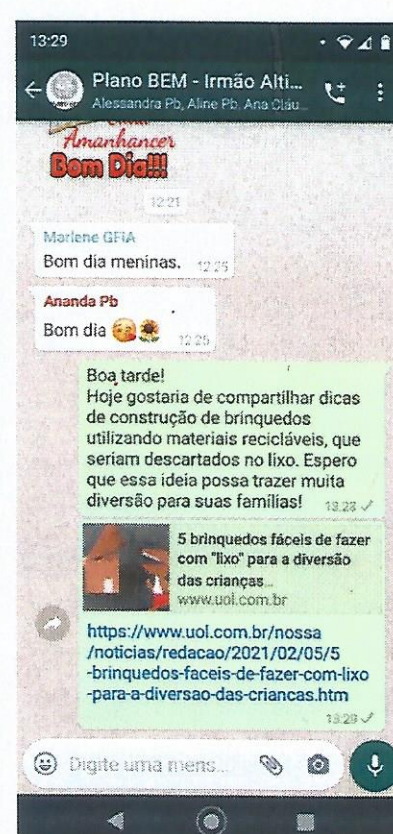 13:29
Plano BEM - Irmão Alti...
Alessandra Pb, Aline Pb, Ana Cláu...
Amanhancer
Bom Dia!!!
12:21
Marlene GFIA
Bom dia meninas. 12:25
Ananda Pb
Bom dia 😘🌻 12:25
Boa tarde!
Hoje gostaria de compartilhar dicas
de construção de brinquedos
utilizando materiais recicláveis, que
seriam descartados no lixo. Espero
que essa ideia possa trazer muita
diversão para suas famílias! 13:28
5 brinquedos fáceis de fazer
com "lixo" para a diversão
das crianças...
www.uol.com.br
https://www.uol.com.br/nossa
/noticias/redacao/2021/02/05/5
-brinquedos-faceis-de-fazer-com-lixo
-para-a-diversao-das-criancas.htm
13:29
Digite uma mens...